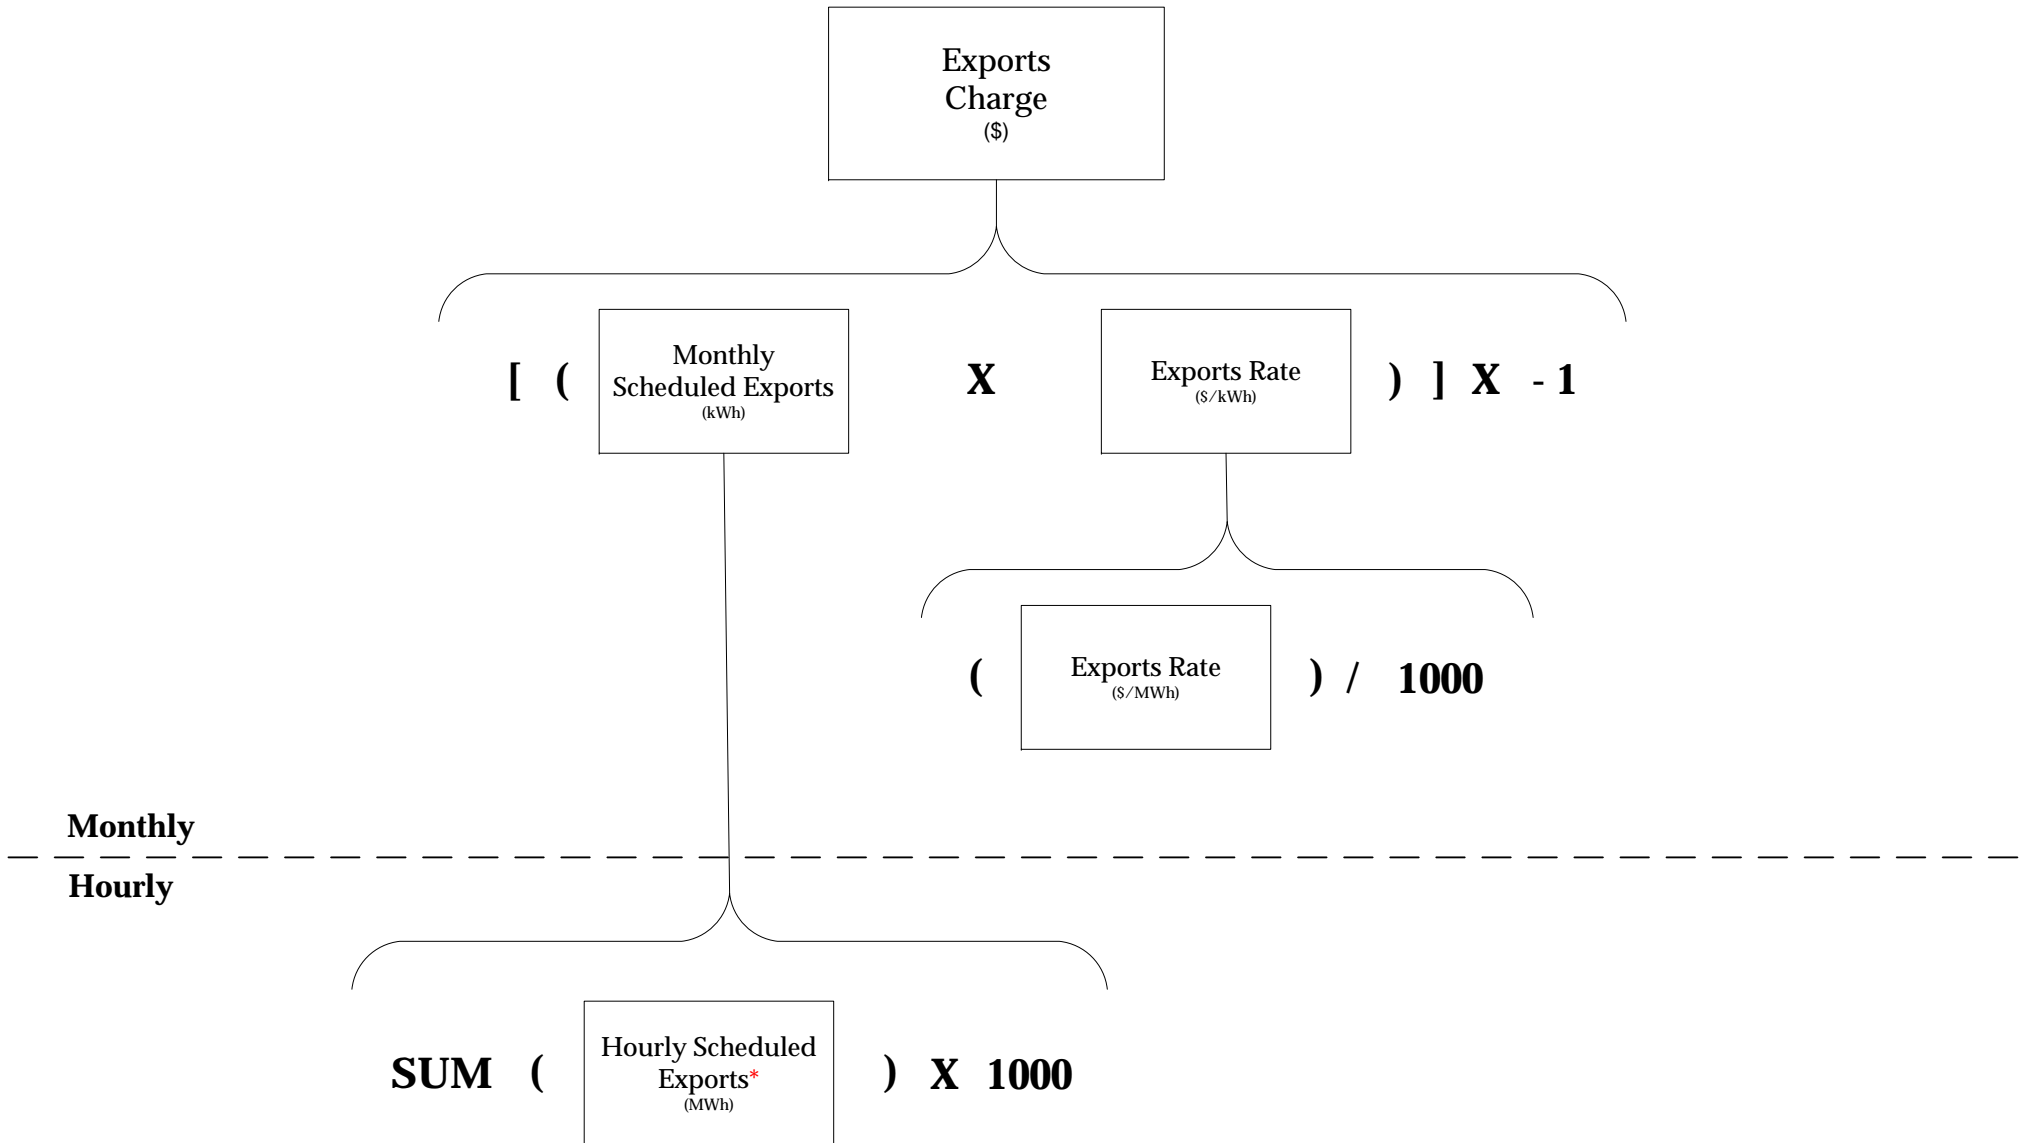 Exports
Charge
($)
[ ( Monthly Scheduled Exports (kWh) X Exports Rate ($/kWh) ) ] X - 1
( Exports Rate ($/MWh) ) / 1000
Monthly
Hourly
SUM ( Hourly Scheduled Exports* (MWh) ) X 1000